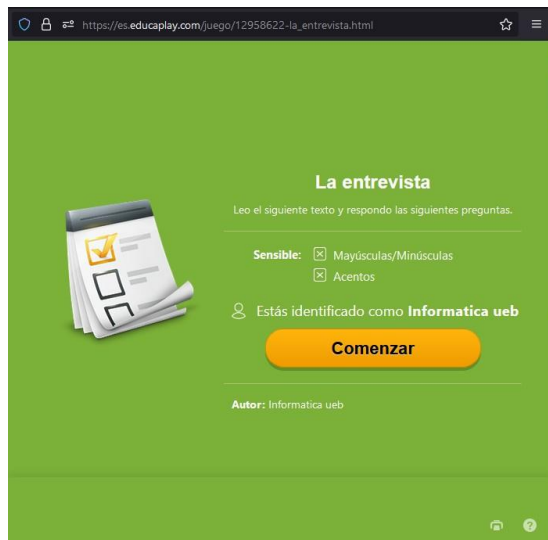 https://es.educaplay.com/juego/12958622-la_entrevista.html
La entrevista
Leo el siguiente texto y respondo las siguientes preguntas.
Sensible: Mayúsculas/Minúsculas
Acentos
Estás identificado como Informatica ueb
Comenzar
Autor: Informatica ueb
?